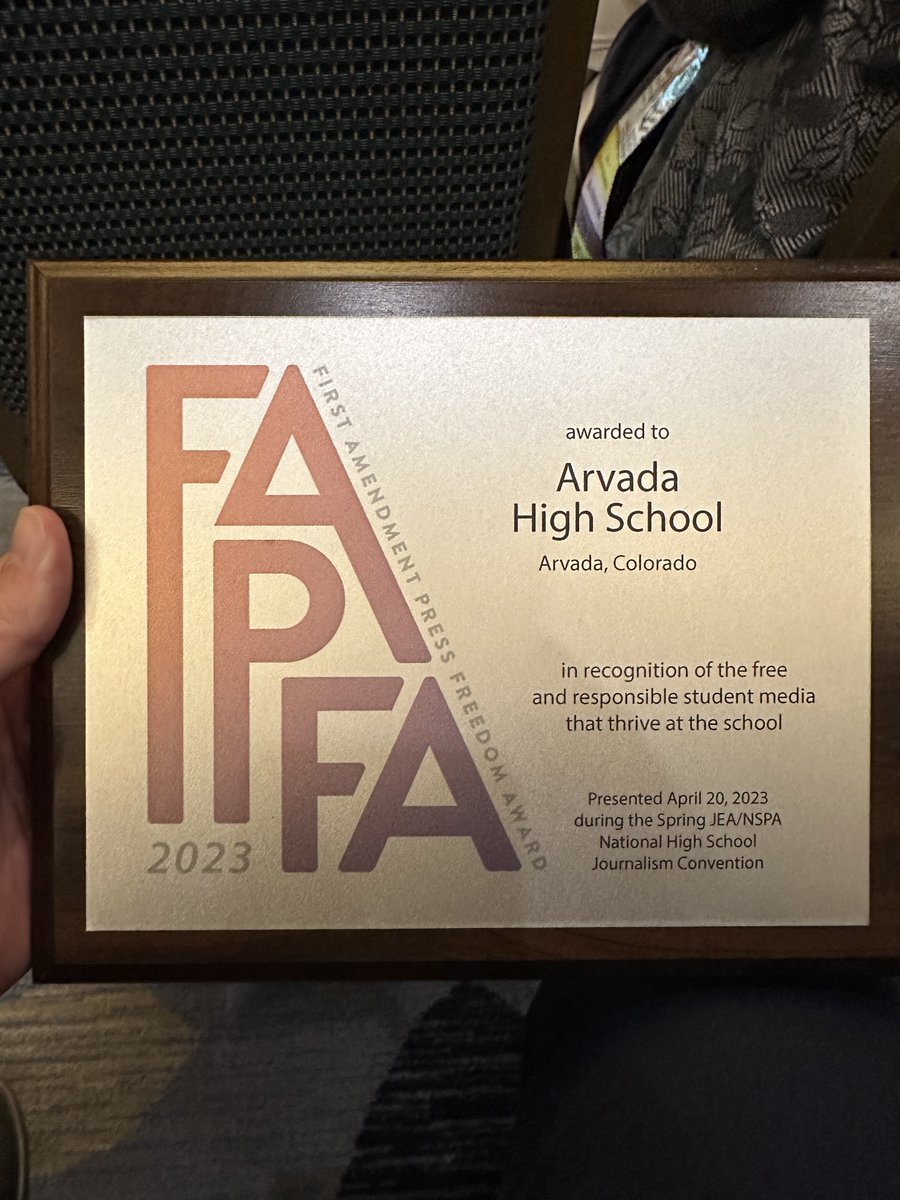 FA
P
FA
FIRST AMENDMENT PRESS FREEDOM AWARD
2023
awarded to
Arvada
High School
Arvada, Colorado
in recognition of the free
and responsible student media
that thrive at the school
Presented April 20, 2023
during the Spring JEA/NSPA
National High School
Journalism Convention